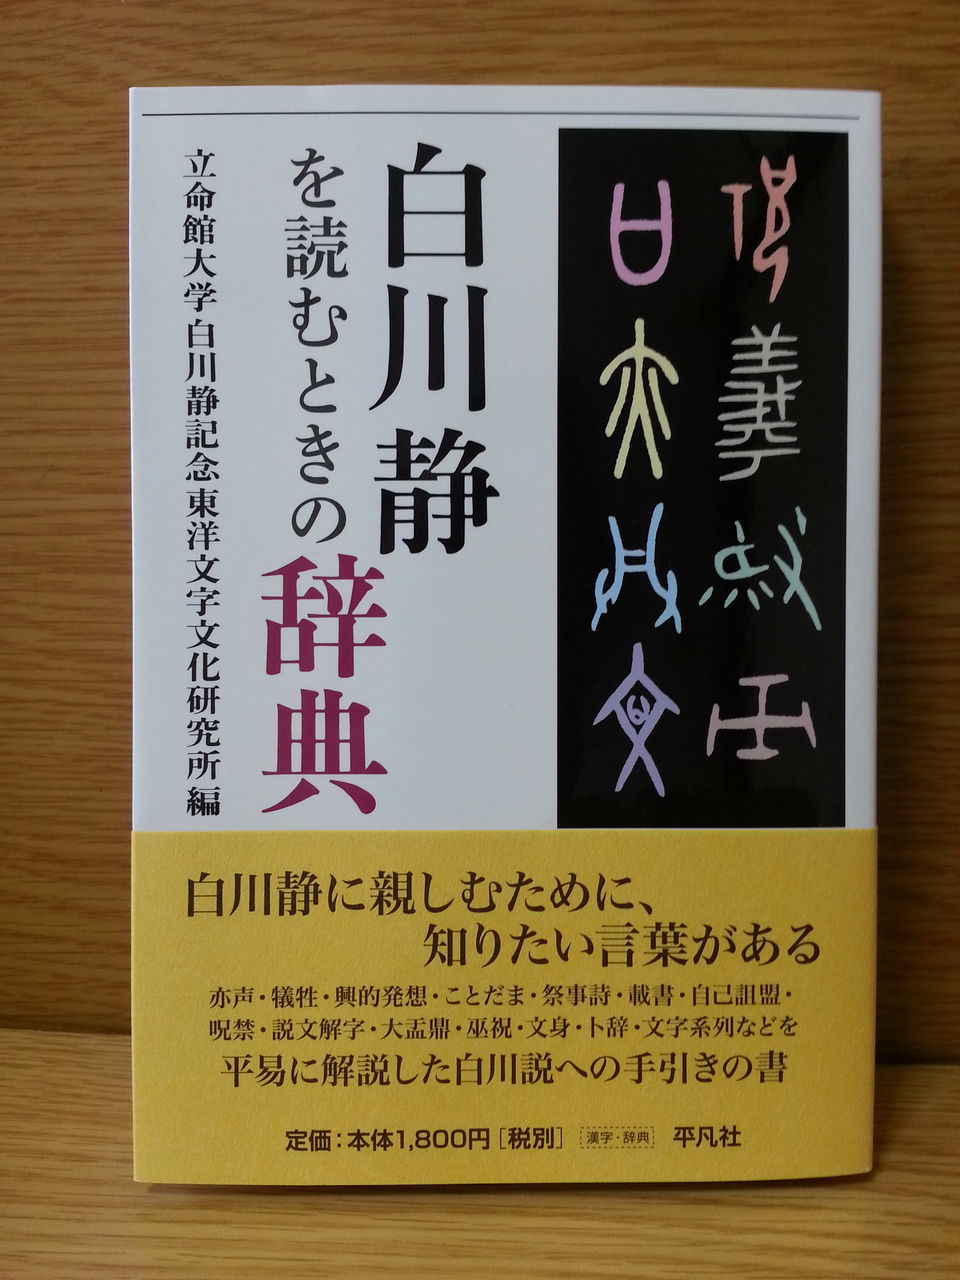 白川静
を読むときの
辞典
立命館大学白川静記念東洋文字文化研究所編
白川静に親しむために、
知りたい言葉がある
亦声・犠牲・興的発想・ことだま・祭事詩・載書・自己詛盟・
呪禁・説文解字・大盂鼎・巫祝・文身・卜辞・文字系列などを
平易に解説した白川説への手引きの書
定価：本体1,800円［税別］ 漢字・辞典 平凡社